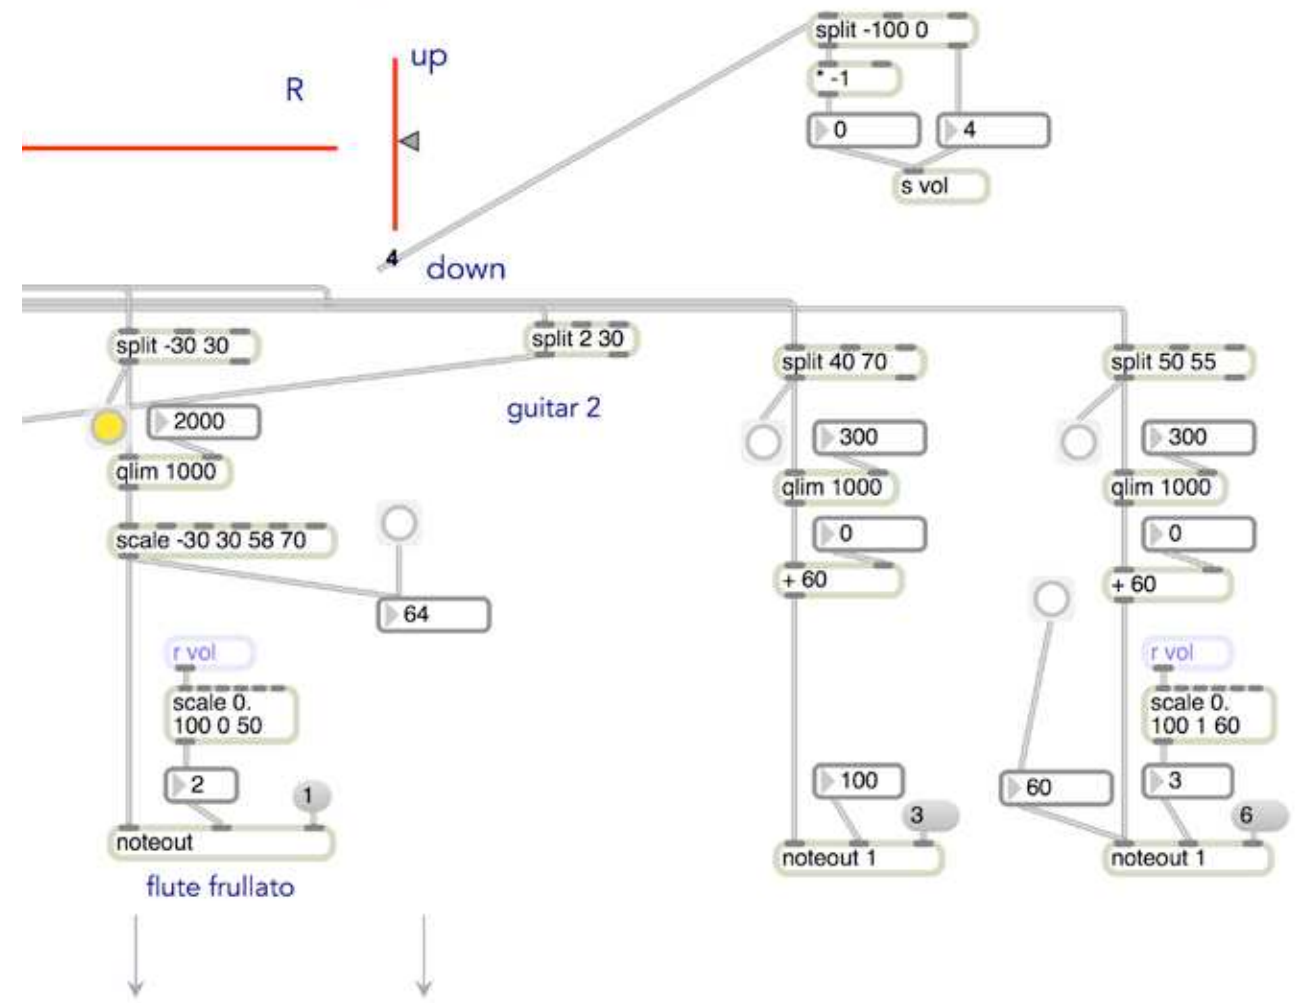 split -100 0
up
R
* -1
0
4
s vol
4
down
split -30 30
split 2 30
split 40 70
split 50 55
guitar 2
2000
300
300
qlim 1000
qlim 1000
qlim 1000
scale -30 30 58 70
0
0
+ 60
+ 60
64
r vol
r vol
scale 0.
100 0 50
scale 0.
100 1 60
2
1
100
3
60
3
6
noteout
noteout 1
noteout 1
flute frullato